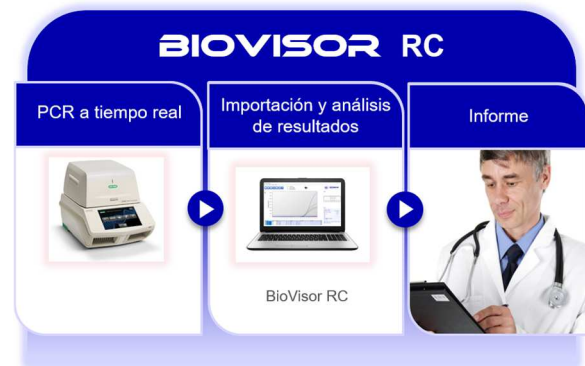 BIOVISOR RC
PCR a tiempo real
Importación y análisis
de resultados
Informe
BioVisor RC